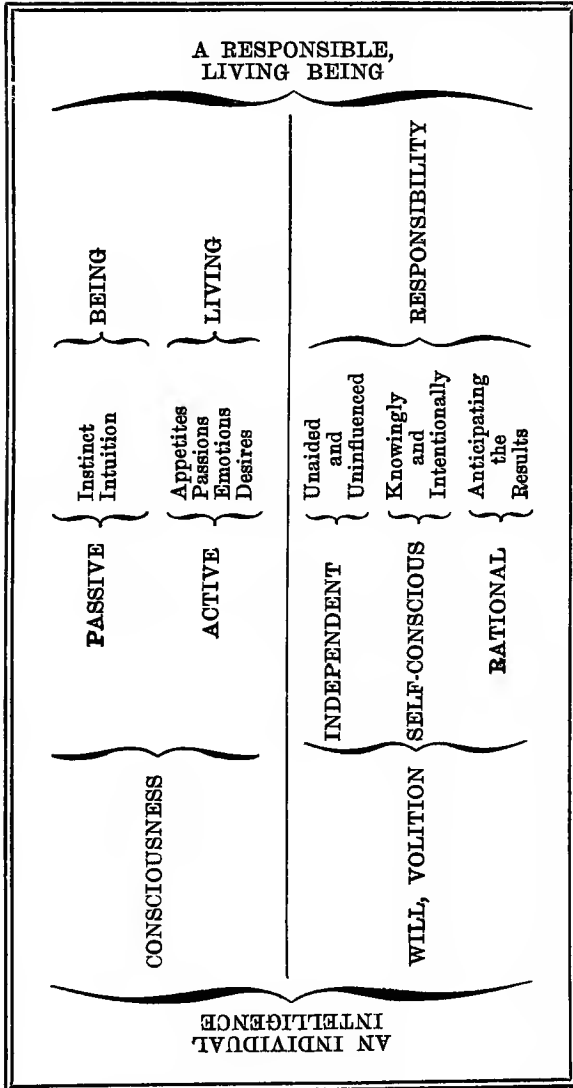 AN INDIVIDUAL
INTELLIGENCE
CONSCIOUSNESS
PASSIVE
Instinct
Intuition
BEING
ACTIVE
Appetites
Passions
Emotions
Desires
LIVING
WILL, VOLITION
INDEPENDENT
Unaided
and
Uninfluenced
SELF-CONSCIOUS
Knowingly
and
Intentionally
RATIONAL
Anticipating
the
Results
RESPONSIBILITY
A RESPONSIBLE,
LIVING BEING